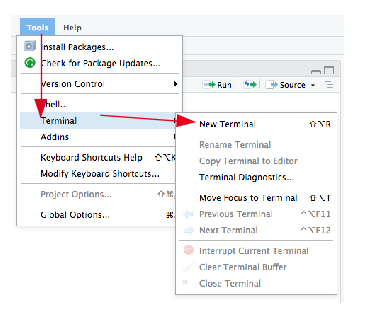 Tools Help
Install Packages...
Check for Package Updates...
Version Control
Shell...
Terminal
Addins
Keyboard Shortcuts Help
Modify Keyboard Shortcuts...
Project Options...
Global Options...
Run
Source
New Terminal ⇧⌥R
Rename Terminal
Copy Terminal to Editor
Terminal Diagnostics...
Move Focus to Terminal ⇧⌥T
Previous Terminal ^⌥F11
Next Terminal ^⌥F12
Interrupt Current Terminal
Clear Terminal Buffer
Close Terminal